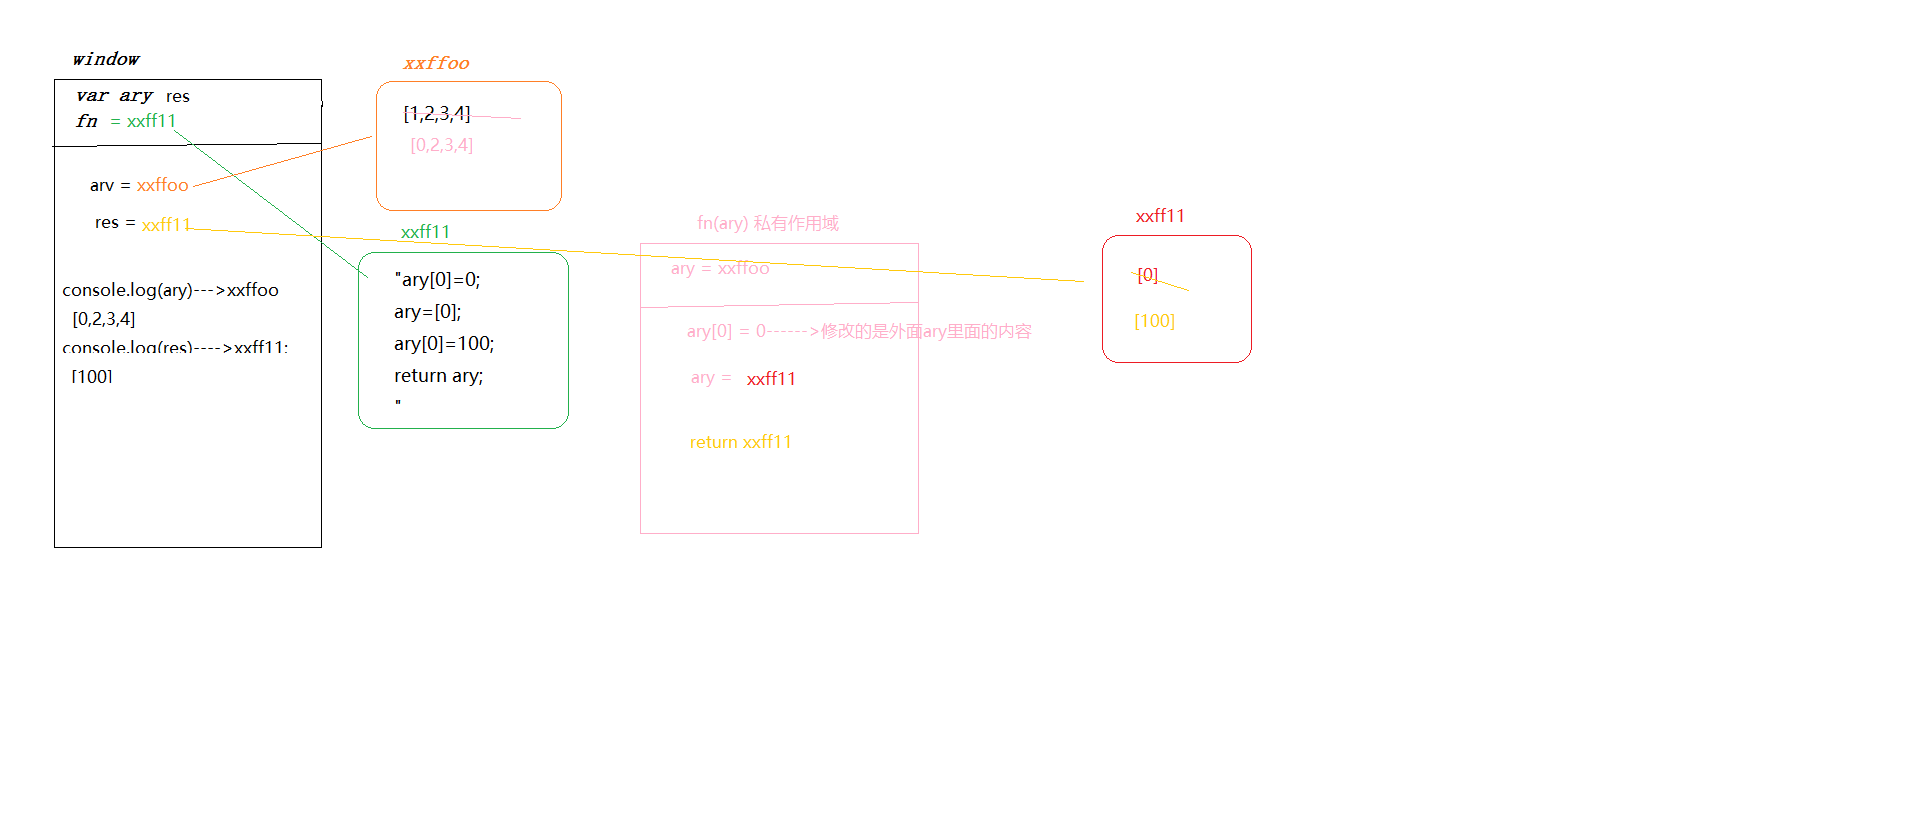 window
var ary res
fn = xxff11
arv = xxffoo
res = xxff11
console.log(ary)--->xxffoo
[0,2,3,4]
console.log(res)---->xxff11;
[100]
xxffoo
[1,2,3,4]
[0,2,3,4]
xxff11
"ary[0]=0;
ary=[0];
ary[0]=100;
return ary;
"
fn(ary) 私有作用域
ary = xxffoo
ary[0] = 0------>修改的是外面ary里面的内容
ary = xxff11
return xxff11
xxff11
[0]
[100]